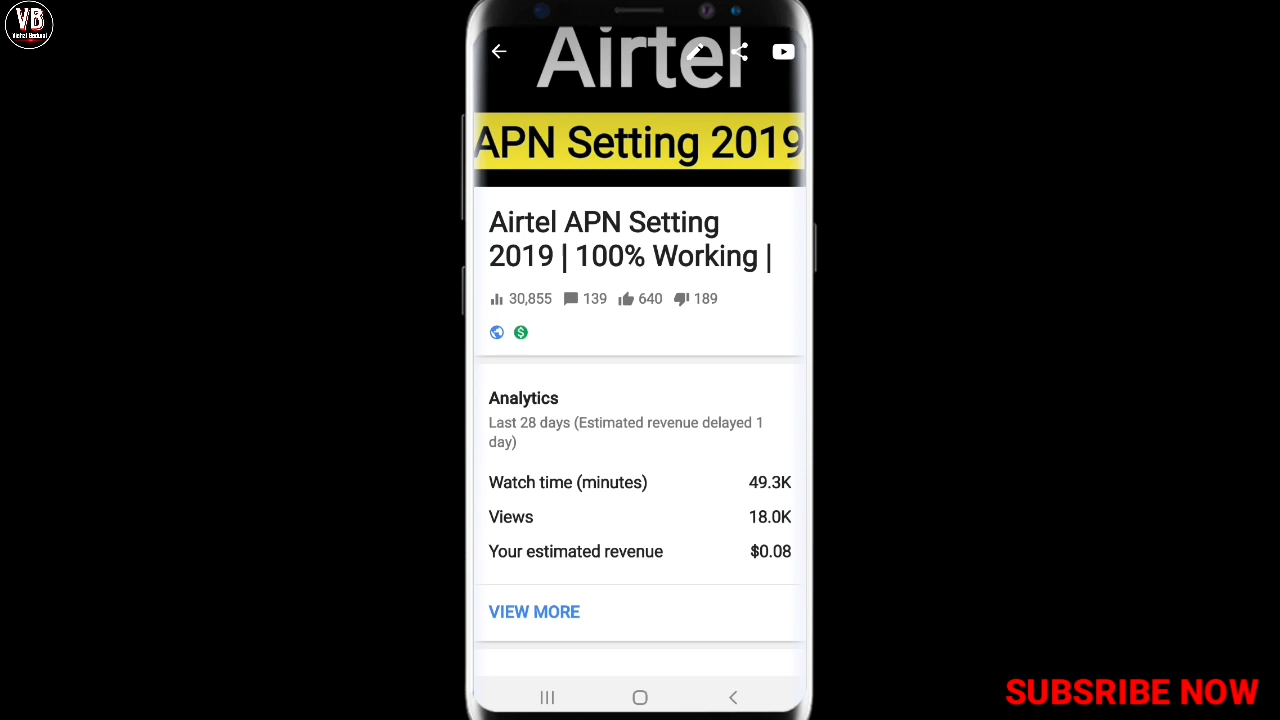 VB
Airtel
APN Setting 2019
Airtel APN Setting
2019 | 100% Working |
30,855 139 640 189
Analytics
Last 28 days (Estimated revenue delayed 1
day)
Watch time (minutes) 49.3K
Views 18.0K
Your estimated revenue $0.08
VIEW MORE
SUBSRIBE NOW